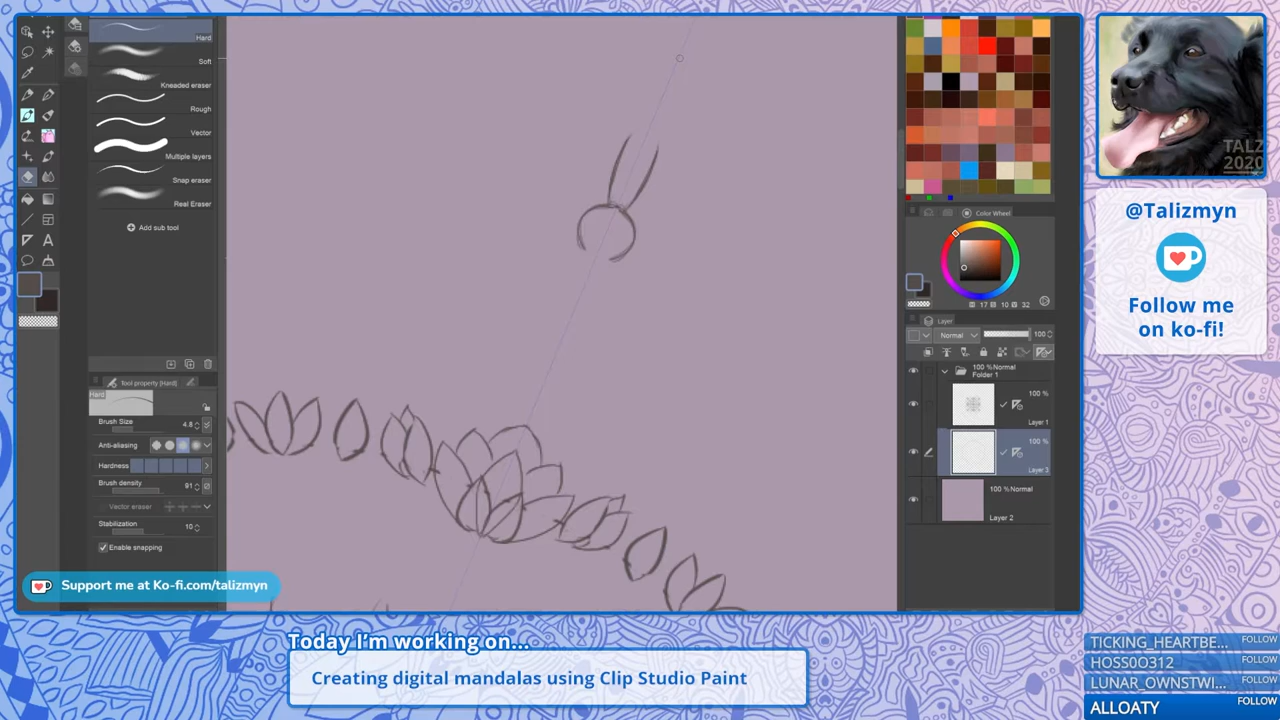 Hard
Soft
Kneaded eraser
Rough
Vector
Multiple layers
Snap eraser
Real Eraser
Add sub tool
Tool property [Hard]
Hard
Brush Size 4.8
Anti-aliasing
Hardness
Brush density 91
Vector eraser
Stabilization 10
Enable snapping
Support me at Ko-fi.com/talizmyn
Color Wheel
17 10 32
Layer
Normal 100
100 %Normal
Folder 1
100 %
Layer 1
100 %
Layer 3
100 %Normal
Layer 2
TALZ
2020
@Talizmyn
Follow me
on ko-fi!
Today I'm working on...
Creating digital mandalas using Clip Studio Paint
TICKING_HEARTBE... FOLLOW
HOSS0O312 FOLLOW
LUNAR_OWNSTWI... FOLLOW
ALLOATY FOLLOW